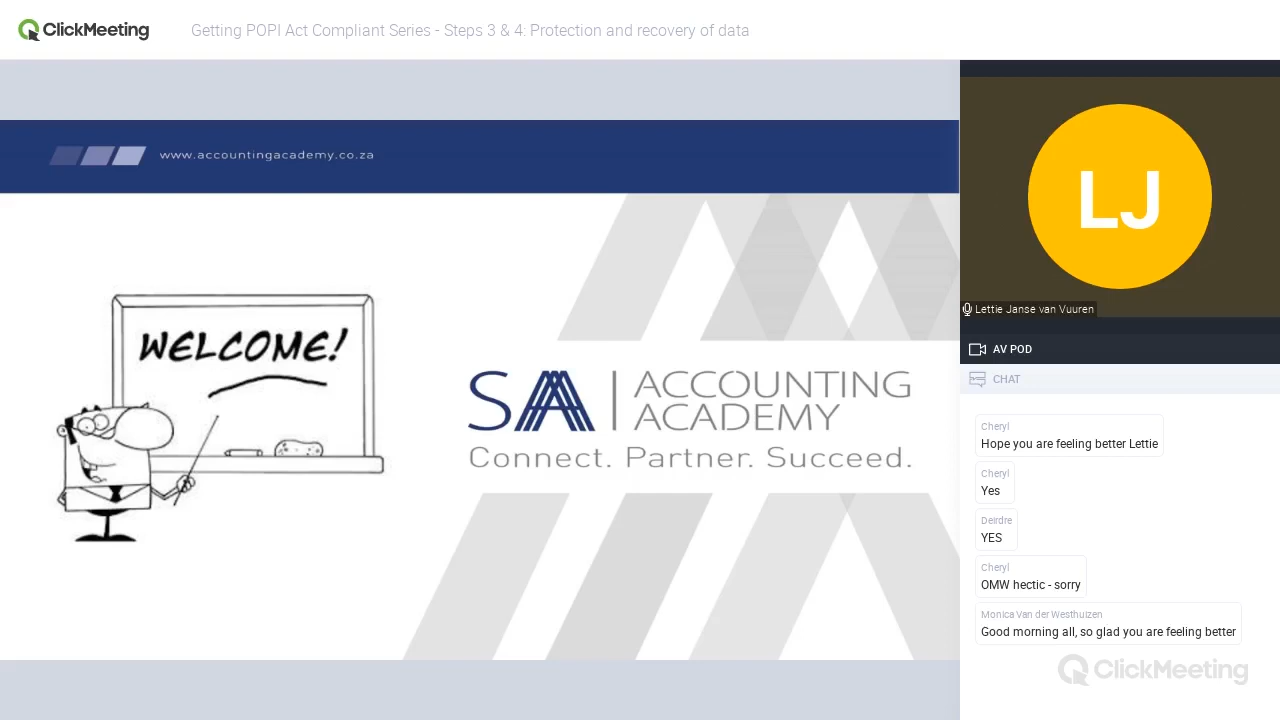 ClickMeeting
Getting POPI Act Compliant Series - Steps 3 & 4: Protection and recovery of data
www.accountingacademy.co.za
WELCOME!
SAA | ACCOUNTING
ACADEMY
Connect. Partner. Succeed.
LJ
Lettie Janse van Vuuren
AV POD
CHAT
Cheryl
Hope you are feeling better Lettie
Cheryl
Yes
Deirdre
YES
Cheryl
OMW hectic - sorry
Monica Van der Westhuizen
Good morning all, so glad you are feeling better
ClickMeeting